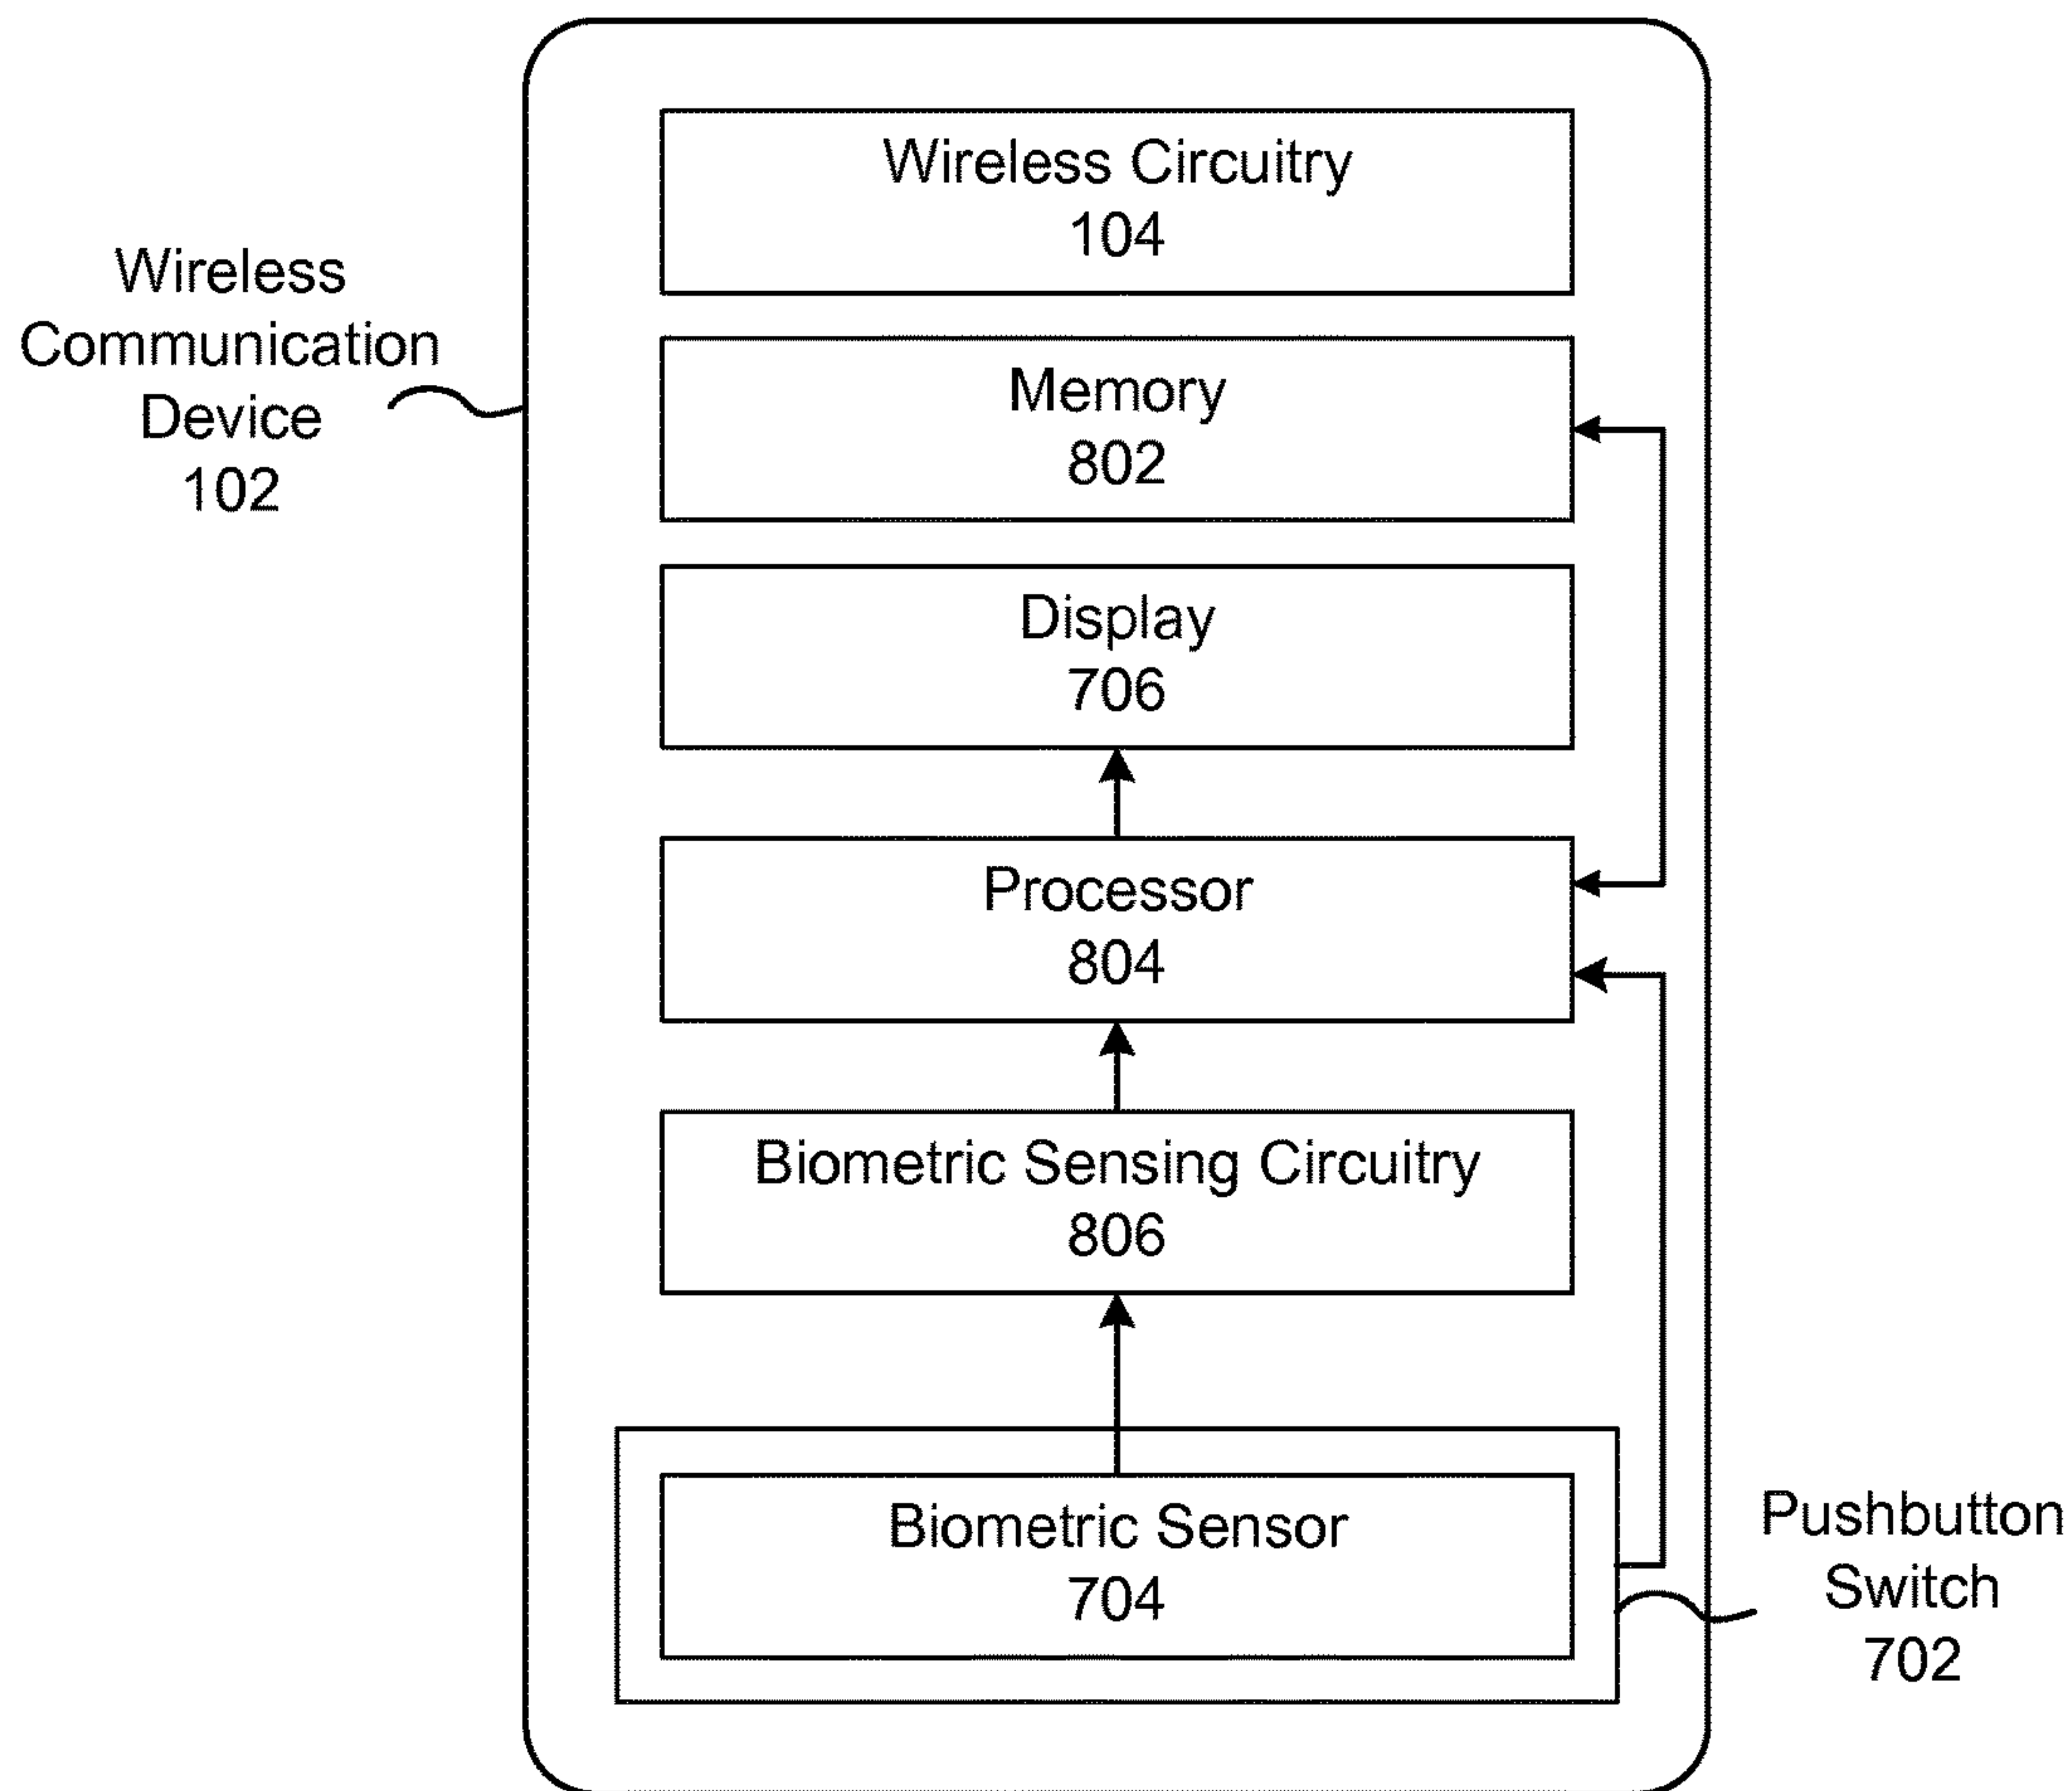 Wireless Circuitry
104
Wireless
Communication
Device
102
Memory
802
Display
706
Processor
804
Biometric Sensing Circuitry
806
Biometric Sensor
704
Pushbutton
Switch
702